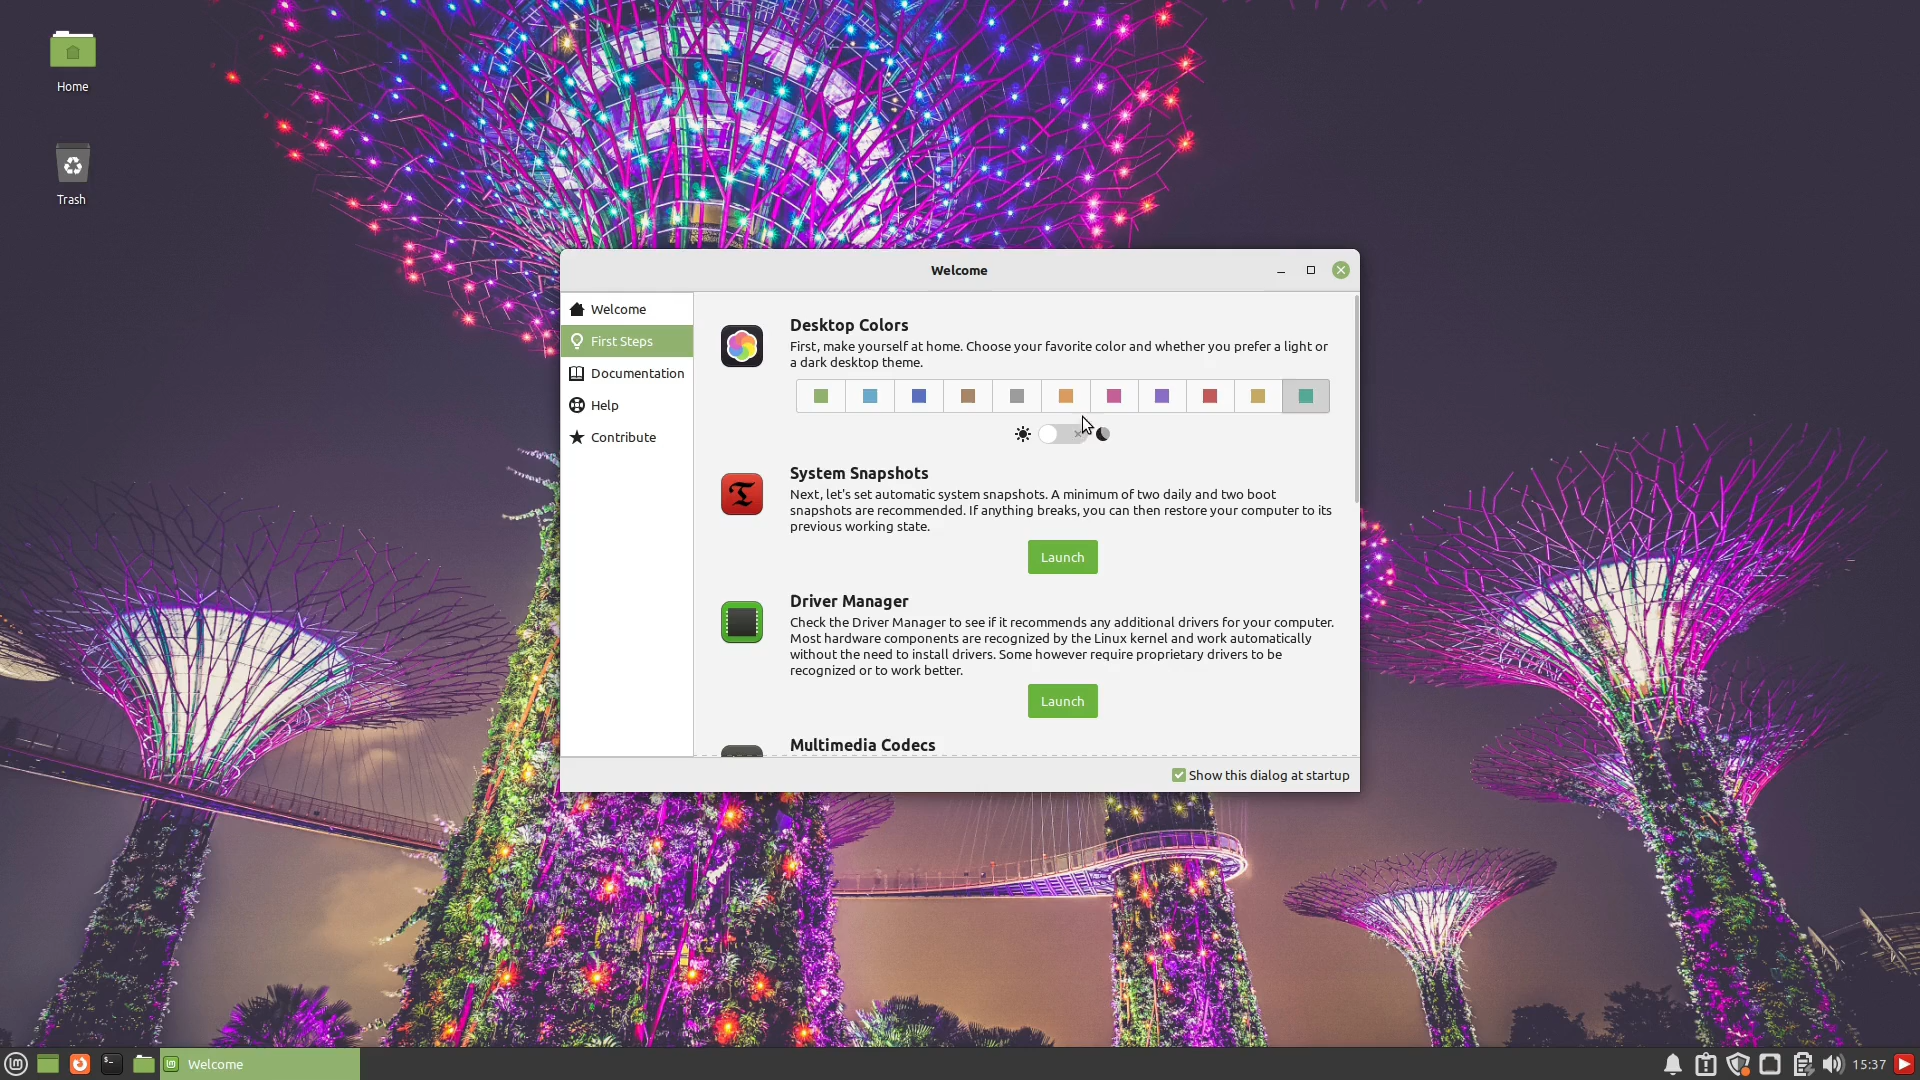 Home
Trash
Welcome
Welcome
First Steps
Documentation
Help
Contribute
Desktop Colors
First, make yourself at home. Choose your favorite color and whether you prefer a light or
a dark desktop theme.
System Snapshots
Next, let's set automatic system snapshots. A minimum of two daily and two boot
snapshots are recommended. If anything breaks, you can then restore your computer to its
previous working state.
Launch
Driver Manager
Check the Driver Manager to see if it recommends any additional drivers for your computer.
Most hardware components are recognized by the Linux kernel and work automatically
without the need to install drivers. Some however require proprietary drivers to be
recognized or to work better.
Launch
Multimedia Codecs
Show this dialog at startup
Welcome
15:37